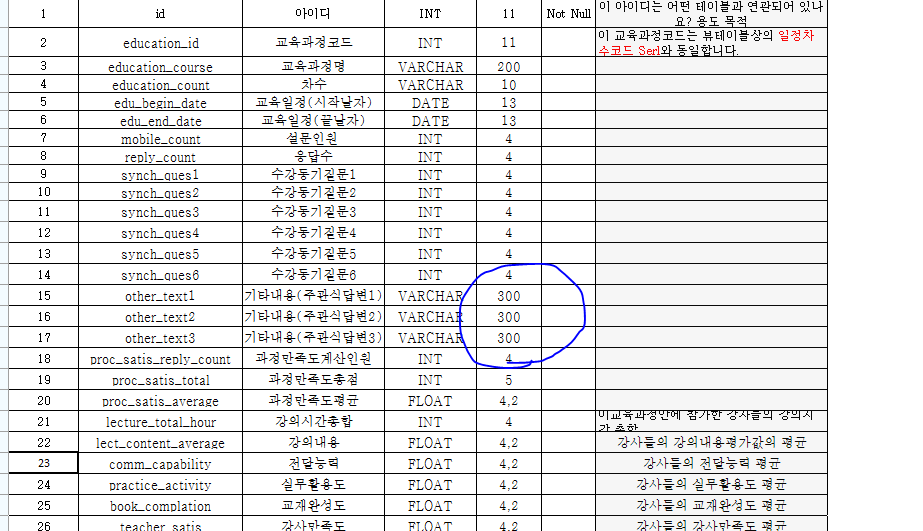 1 id 아이디 INT 11 Not Null 이 아이디는 어떤 테이블과 연관되어 있나
요? 용도 목적
2 education_id 교육과정코드 INT 11 이 교육과정코드는 뷰테이블상의 일정차
수코드 Serl와 동일합니다.
3 education_course 교육과정명 VARCHAR 200
4 education_count 차수 VARCHAR 10
5 edu_begin_date 교육일정(시작날자) DATE 13
6 edu_end_date 교육일정(끝날자) DATE 13
7 mobile_count 설문인원 INT 4
8 reply_count 응답수 INT 4
9 synch_ques1 수강동기질문1 INT 4
10 synch_ques2 수강동기질문2 INT 4
11 synch_ques3 수강동기질문3 INT 4
12 synch_ques4 수강동기질문4 INT 4
13 synch_ques5 수강동기질문5 INT 4
14 synch_ques6 수강동기질문6 INT 4
15 other_text1 기타내용(주관식답변1) VARCHAR 300
16 other_text2 기타내용(주관식답변2) VARCHAR 300
17 other_text3 기타내용(주관식답변3) VARCHAR 300
18 proc_satis_reply_count 과정만족도계산인원 INT 4
19 proc_satis_total 과정만족도총점 INT 5
20 proc_satis_average 과정만족도평균 FLOAT 4,2
21 lecture_total_hour 강의시간총합 INT 4 이교육과정안에 참가한 강사들의 강의시
간 총합
22 lect_content_average 강의내용 FLOAT 4,2 강사들의 강의내용평가값의 평균
23 comm_capability 전달능력 FLOAT 4,2 강사들의 전달능력 평균
24 practice_activity 실무활용도 FLOAT 4,2 강사들의 실무활용도 평균
25 book_complation 교재완성도 FLOAT 4,2 강사들의 교재완성도 평균
26 teacher_satis 강사만족도 FLOAT 4,2 강사들의 강사만족도 평균